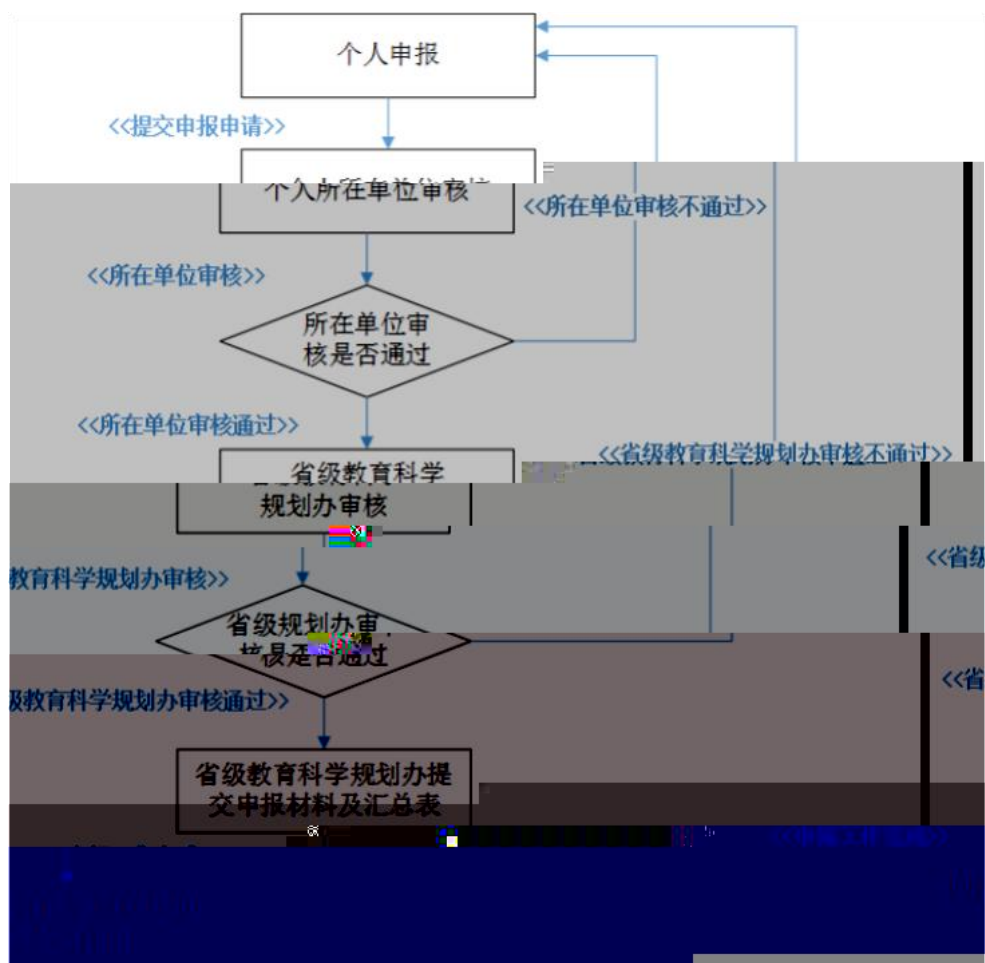 个人申报
<<提交申报申请>>
个人所在单位审核
<<所在单位审核不通过>>
<<所在单位审核>>
所在单位审
核是否通过
<<所在单位审核通过>>
<<省级教育科学规划办审核不通过>>
省级教育科学
规划办审核
<<省级
教育科学规划办审核>>
省级规划办审
核是否通过
<<省
级教育科学规划办审核通过>>
省级教育科学规划办提
交申报材料及汇总表